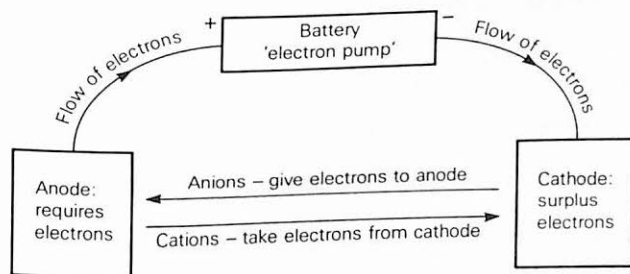 +
Battery
'electron pump'
−
Flow of electrons
Flow of electrons
Anode:
requires
electrons
Anions – give electrons to anode
Cations – take electrons from cathode
Cathode:
surplus
electrons